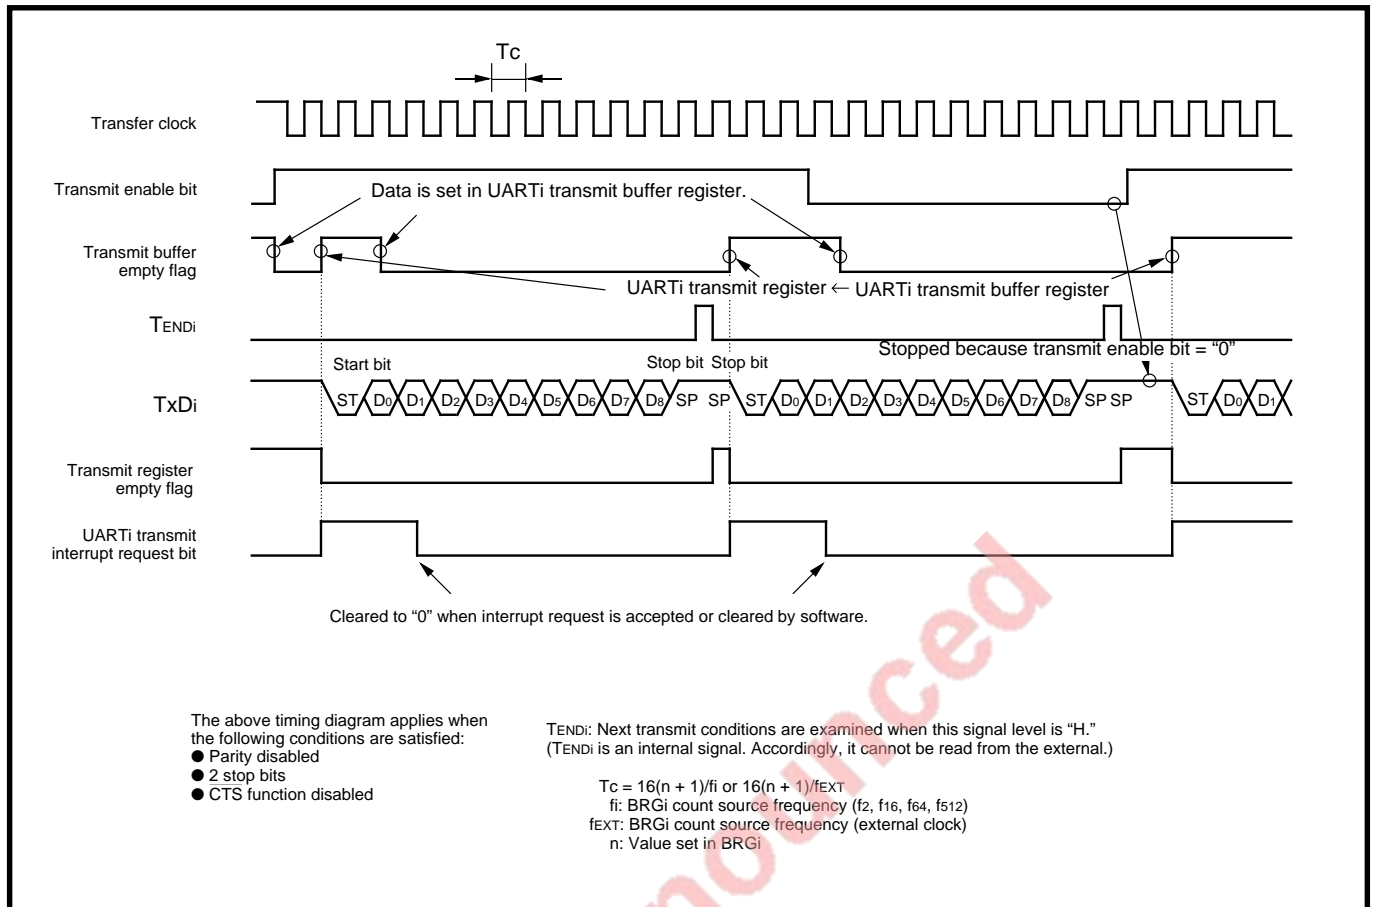 Tc
Transfer clock
Transmit enable bit
Data is set in UARTi transmit buffer register.
Transmit buffer
empty flag
UARTi transmit register ← UARTi transmit buffer register
TENDi
Stopped because transmit enable bit = “0”
Start bit
Stop bit Stop bit
TxDi
ST D0 D1 D2 D3 D4 D5 D6 D7 D8 SP SP ST D0 D1 D2 D3 D4 D5 D6 D7 D8 SP SP ST D0 D1
Transmit register
empty flag
UARTi transmit
interrupt request bit
Cleared to “0” when interrupt request is accepted or cleared by software.
The above timing diagram applies when
the following conditions are satisfied:
● Parity disabled
● 2 stop bits
● CTS function disabled
TENDi: Next transmit conditions are examined when this signal level is “H.”
(TENDi is an internal signal. Accordingly, it cannot be read from the external.)
Tc = 16(n + 1)/fi or 16(n + 1)/fEXT
fi: BRGi count source frequency (f2, f16, f64, f512)
fEXT: BRGi count source frequency (external clock)
n: Value set in BRGi